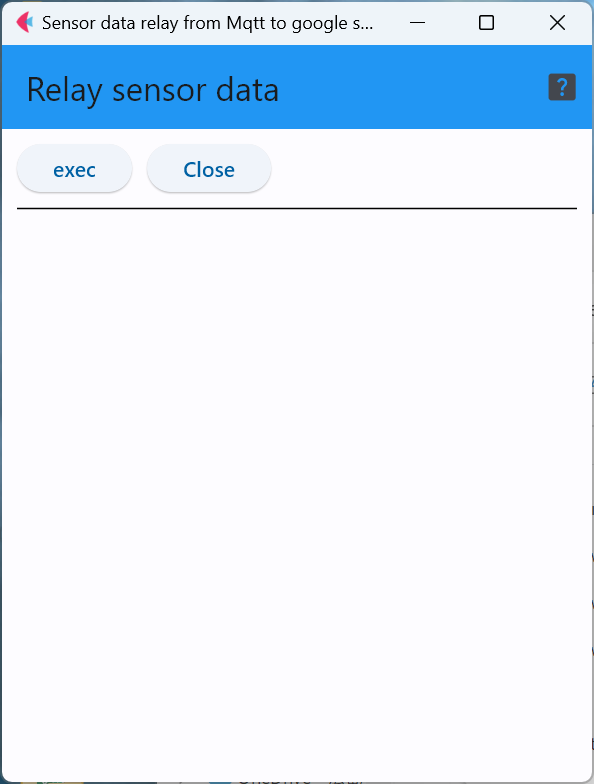 Sensor data relay from Mqtt to google s...
Relay sensor data
?
exec
Close